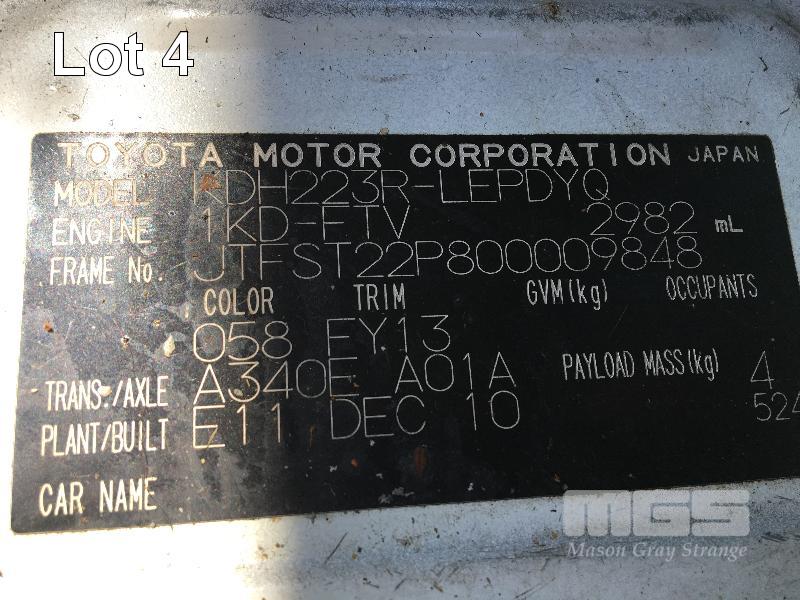 Lot 4
TOYOTA MOTOR CORPORATION JAPAN
MODEL KDH223R-LEPDYQ
ENGINE 1KD-FTV 2982 mL
FRAME No. JTFST22P800009848
COLOR TRIM GVM(kg) OCCUPANTS
058 FY13
TRANS./AXLE A340E A01A PAYLOAD MASS(kg) 4
PLANT/BUILT E11 DEC 10 524
CAR NAME
MGS
Mason Gray Strange